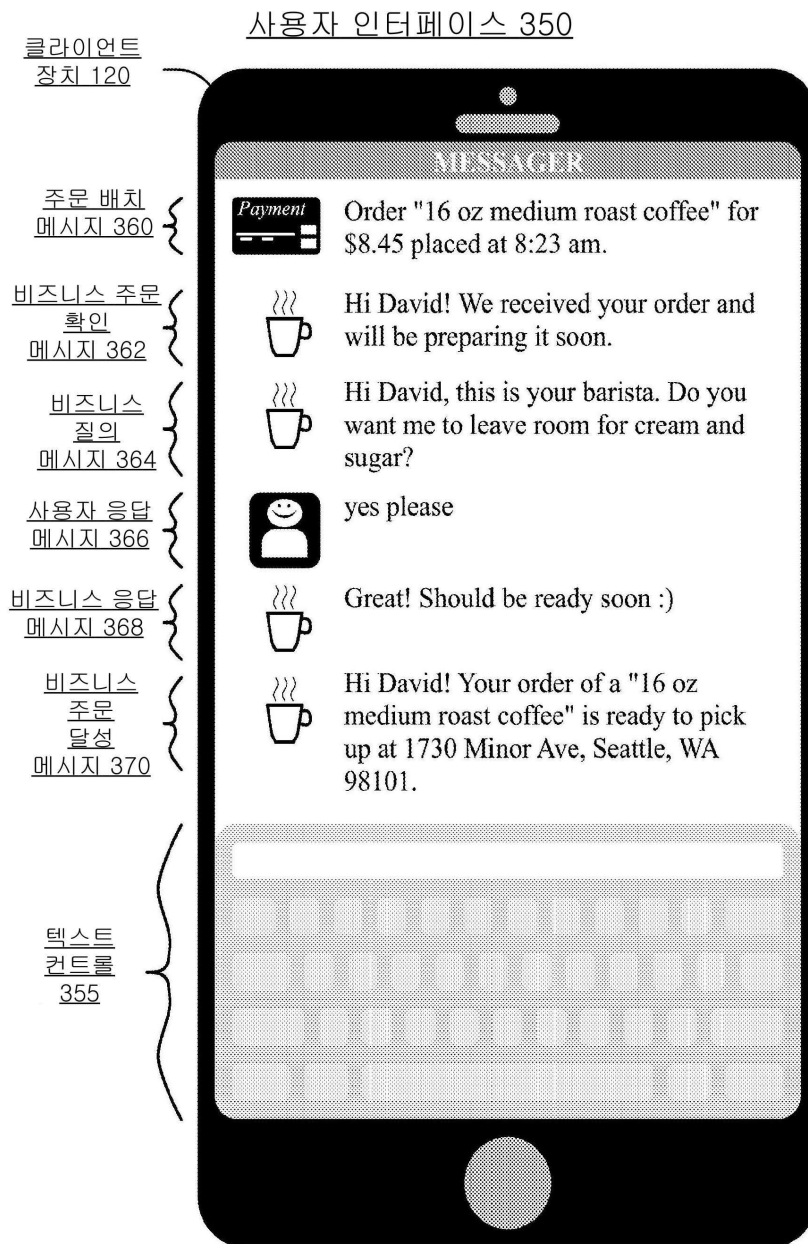 사용자 인터페이스 350
클라이언트
장치 120
MESSAGER
주문 배치
메시지 360
Payment
Order "16 oz medium roast coffee" for
$8.45 placed at 8:23 am.
비즈니스 주문
확인
메시지 362
Hi David! We received your order and
will be preparing it soon.
비즈니스
질의
메시지 364
Hi David, this is your barista. Do you
want me to leave room for cream and
sugar?
사용자 응답
메시지 366
yes please
비즈니스 응답
메시지 368
Great! Should be ready soon :)
비즈니스
주문
달성
메시지 370
Hi David! Your order of a "16 oz
medium roast coffee" is ready to pick
up at 1730 Minor Ave, Seattle, WA
98101.
텍스트
컨트롤
355